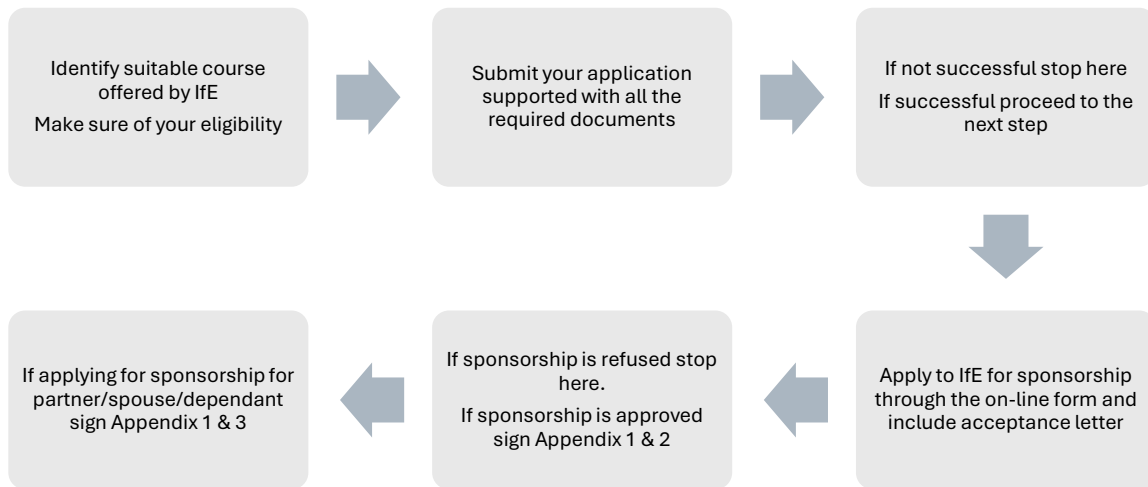 Identify suitable course
offered by IfE
Make sure of your eligibility
Submit your application
supported with all the
required documents
If not successful stop here
If successful proceed to the
next step
Apply to IfE for sponsorship
through the on-line form and
include acceptance letter
If sponsorship is refused stop
here.
If sponsorship is approved
sign Appendix 1 & 2
If applying for sponsorship for
partner/spouse/dependant
sign Appendix 1 & 3